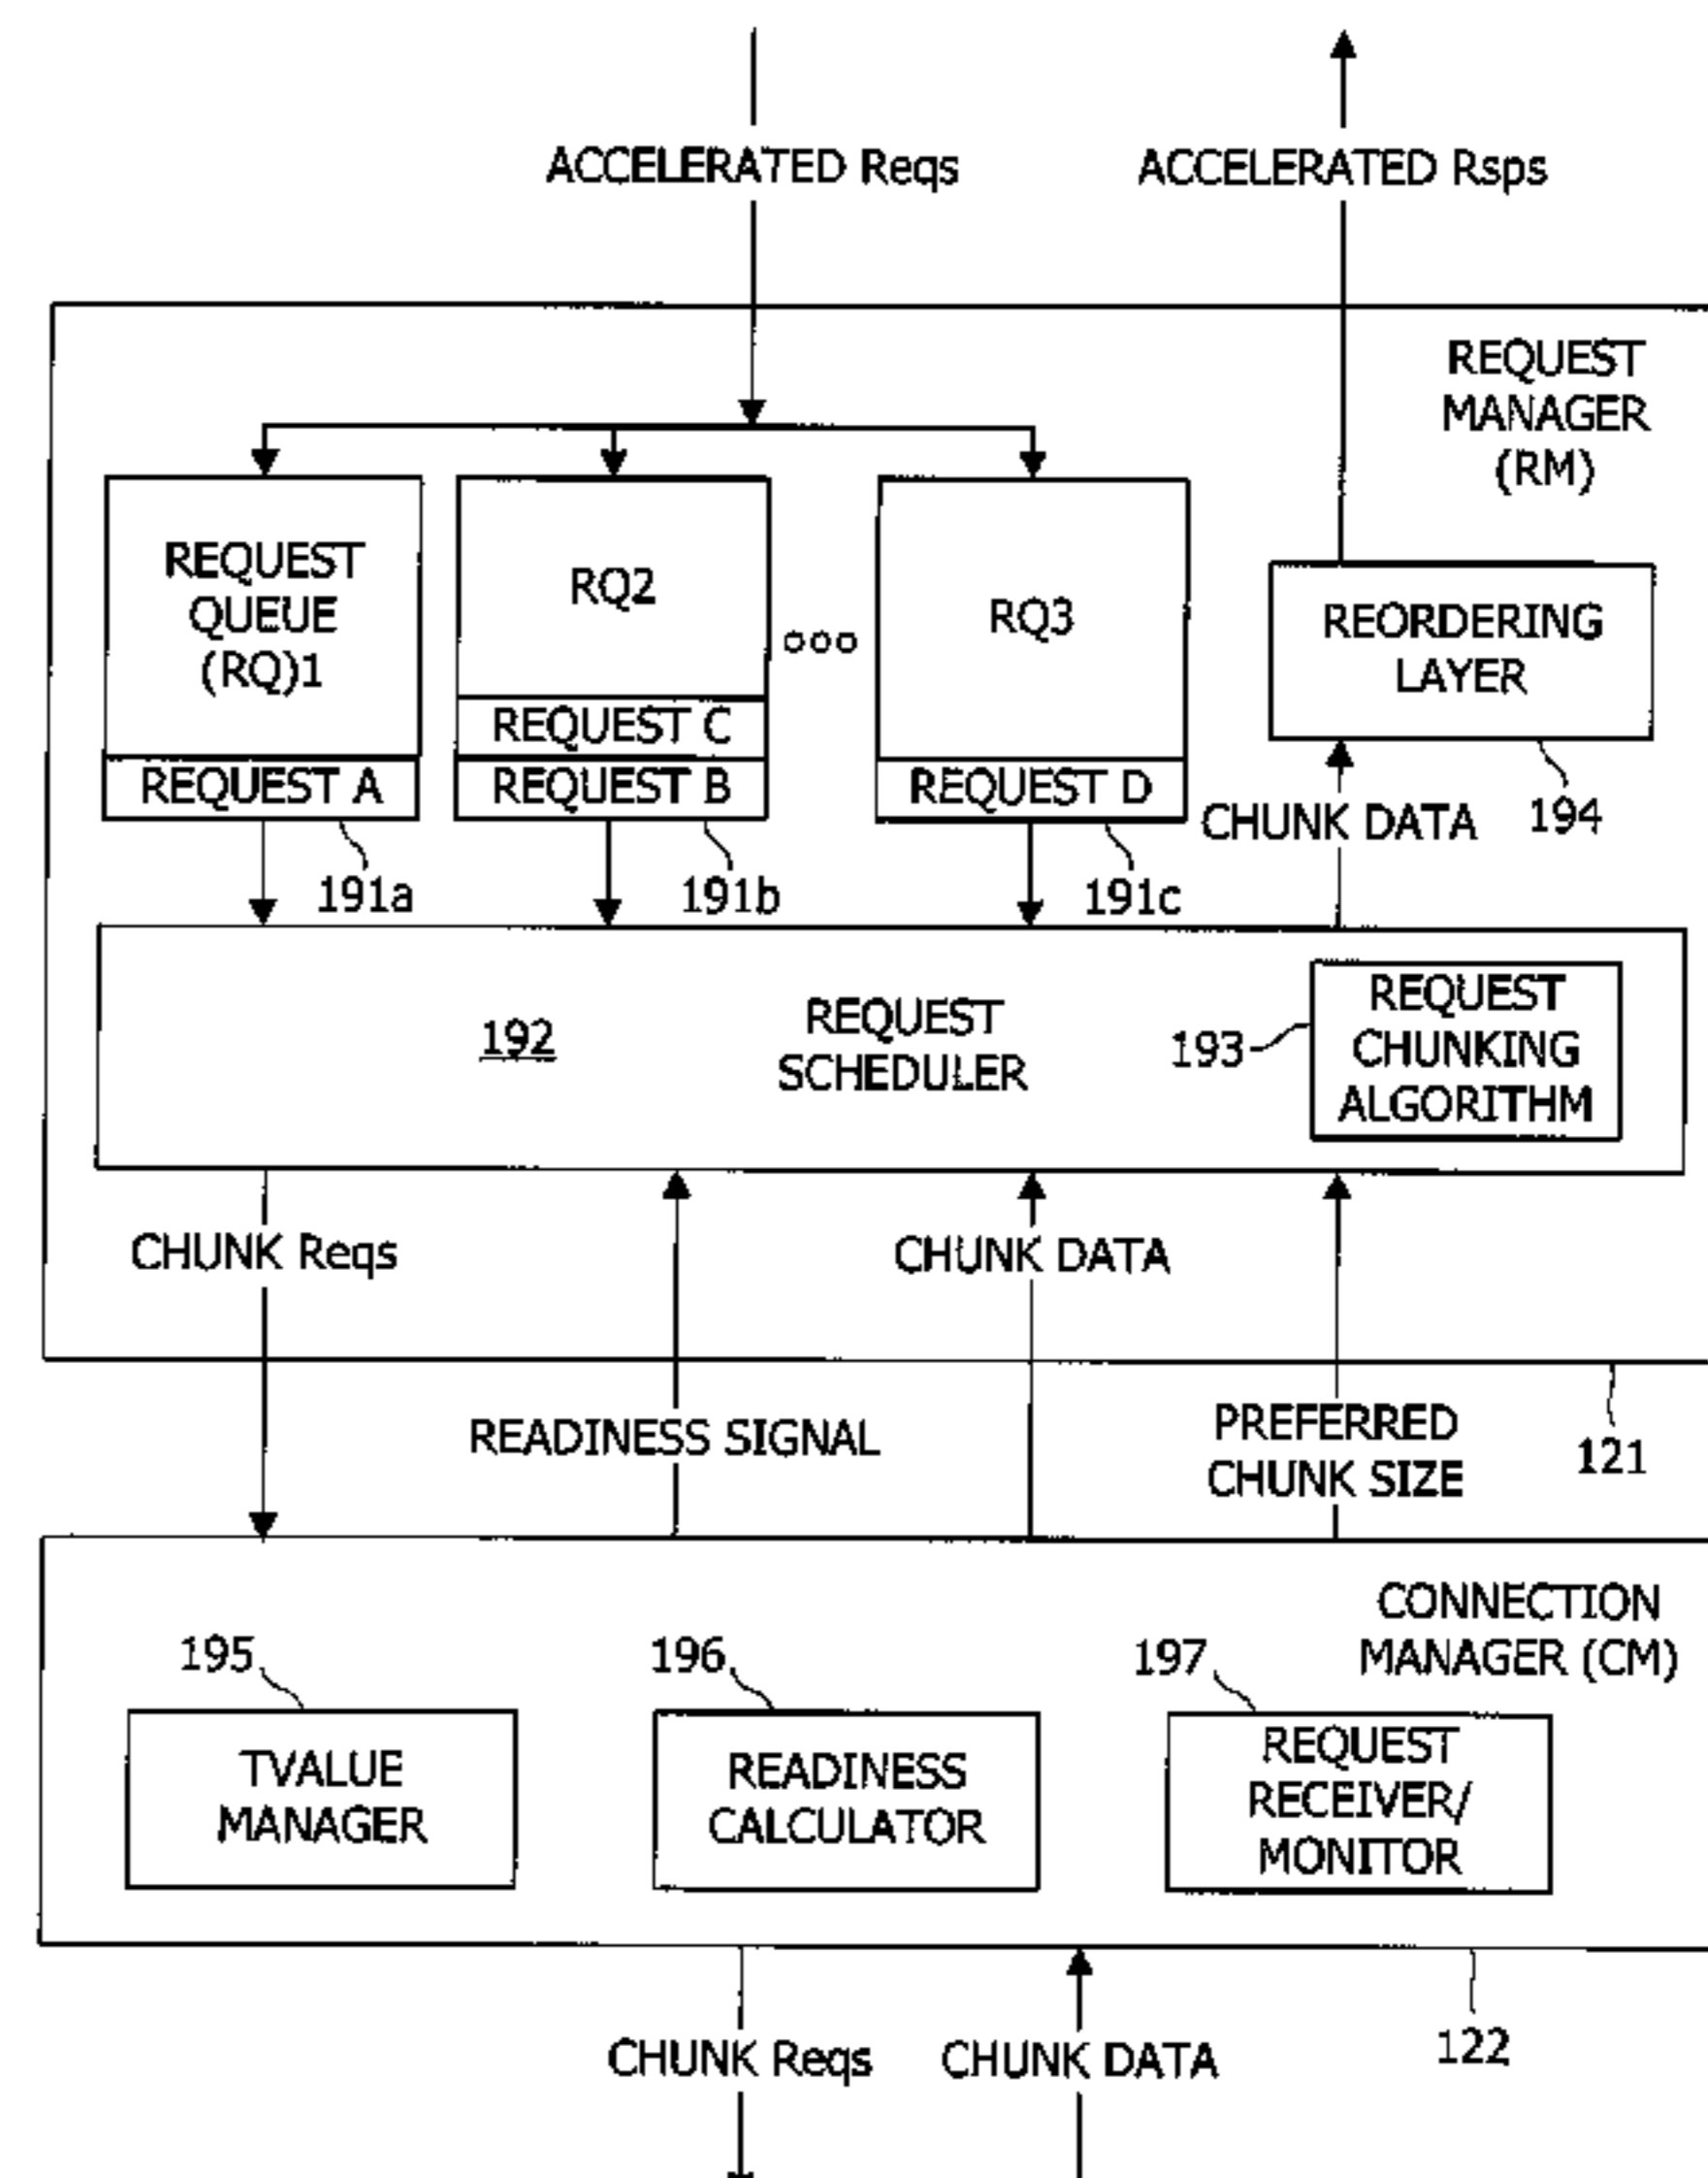 ACCELERATED Reqs
ACCELERATED Rsps
REQUEST
MANAGER
(RM)
REQUEST
QUEUE
(RQ)1
RQ2
ooo
RQ3
REORDERING
LAYER
REQUEST C
REQUEST A
REQUEST B
REQUEST D
CHUNK DATA
194
191a
191b
191c
192
REQUEST
SCHEDULER
193
REQUEST
CHUNKING
ALGORITHM
CHUNK Reqs
CHUNK DATA
READINESS SIGNAL
PREFERRED
CHUNK SIZE
121
CONNECTION
MANAGER (CM)
195
196
197
TVALUE
MANAGER
READINESS
CALCULATOR
REQUEST
RECEIVER/
MONITOR
CHUNK Reqs
CHUNK DATA
122